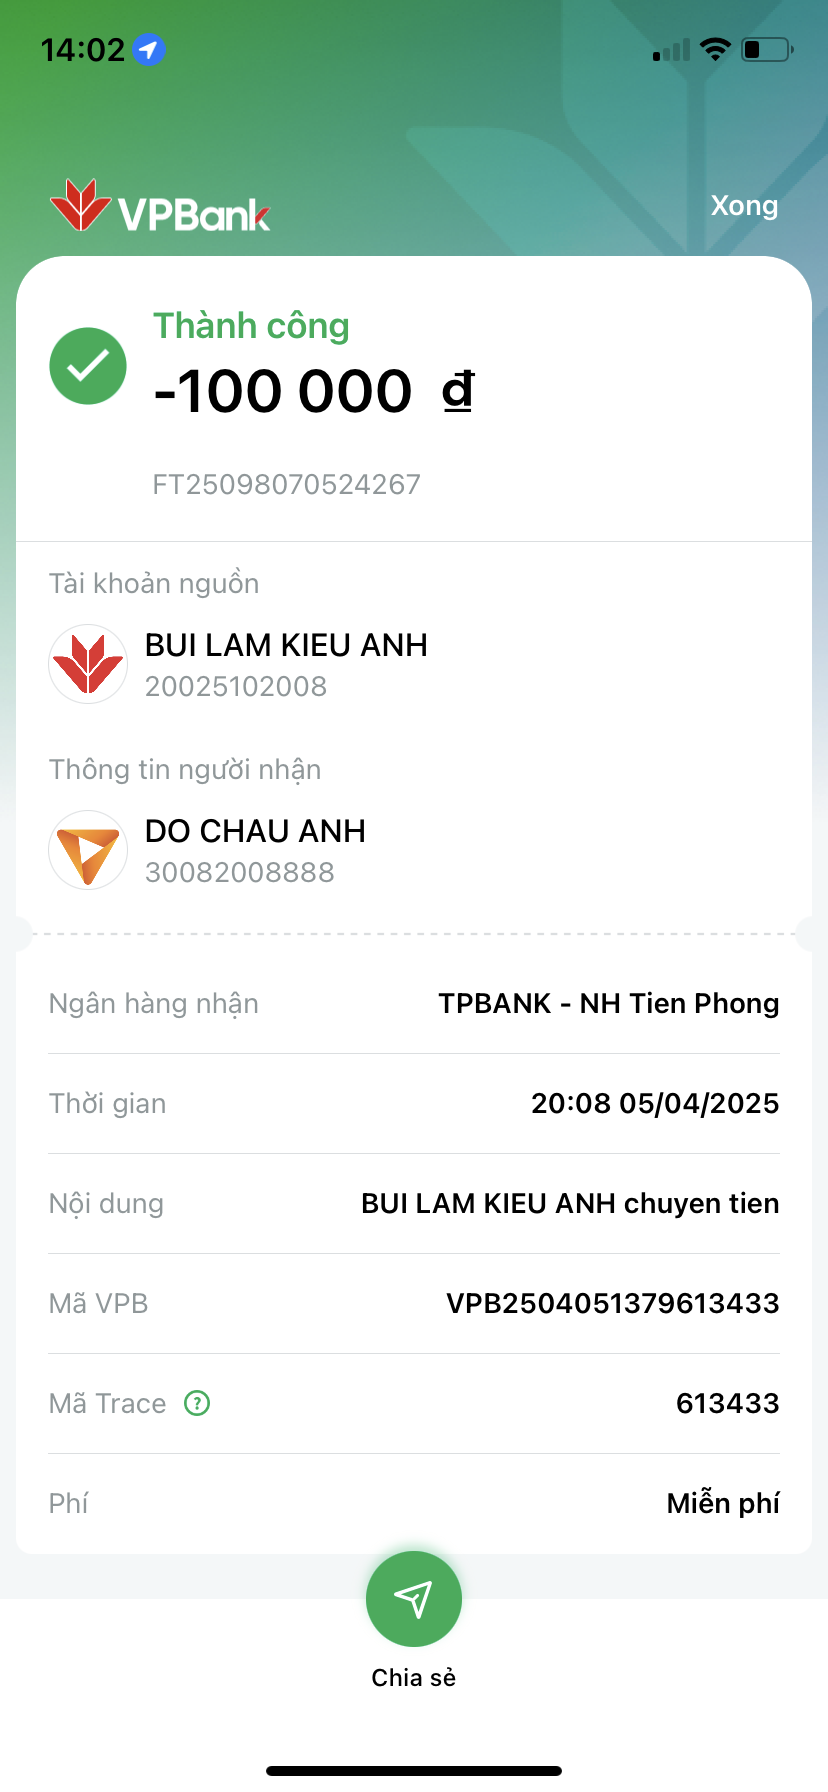 14:02
VPBank
Xong
Thành công
-100 000 ₫
FT25098070524267
Tài khoản nguồn
BUI LAM KIEU ANH
20025102008
Thông tin người nhận
DO CHAU ANH
30082008888
Ngân hàng nhận TPBANK - NH Tien Phong
Thời gian 20:08 05/04/2025
Nội dung BUI LAM KIEU ANH chuyen tien
Mã VPB VPB2504051379613433
Mã Trace ? 613433
Phí Miễn phí
Chia sẻ